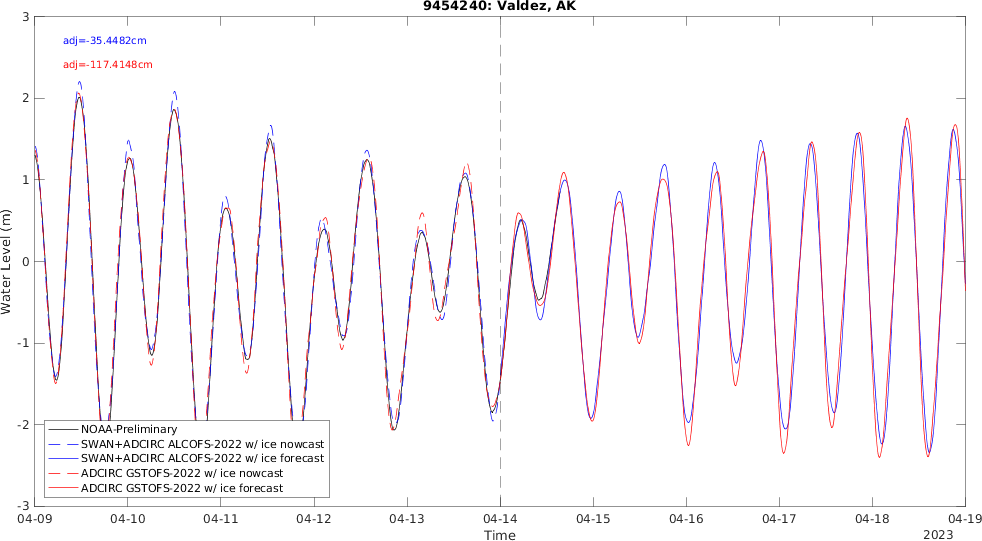 9454240: Valdez, AK
adj=-35.4482cm
adj=-117.4148cm
Water Level (m)
3
2
1
0
-1
-2
-3
NOAA-Preliminary
SWAN+ADCIRC ALCOFS-2022 w/ ice nowcast
SWAN+ADCIRC ALCOFS-2022 w/ ice forecast
ADCIRC GSTOFS-2022 w/ ice nowcast
ADCIRC GSTOFS-2022 w/ ice forecast
04-09 04-10 04-11 04-12 04-13 04-14 04-15 04-16 04-17 04-18 04-19
Time
2023